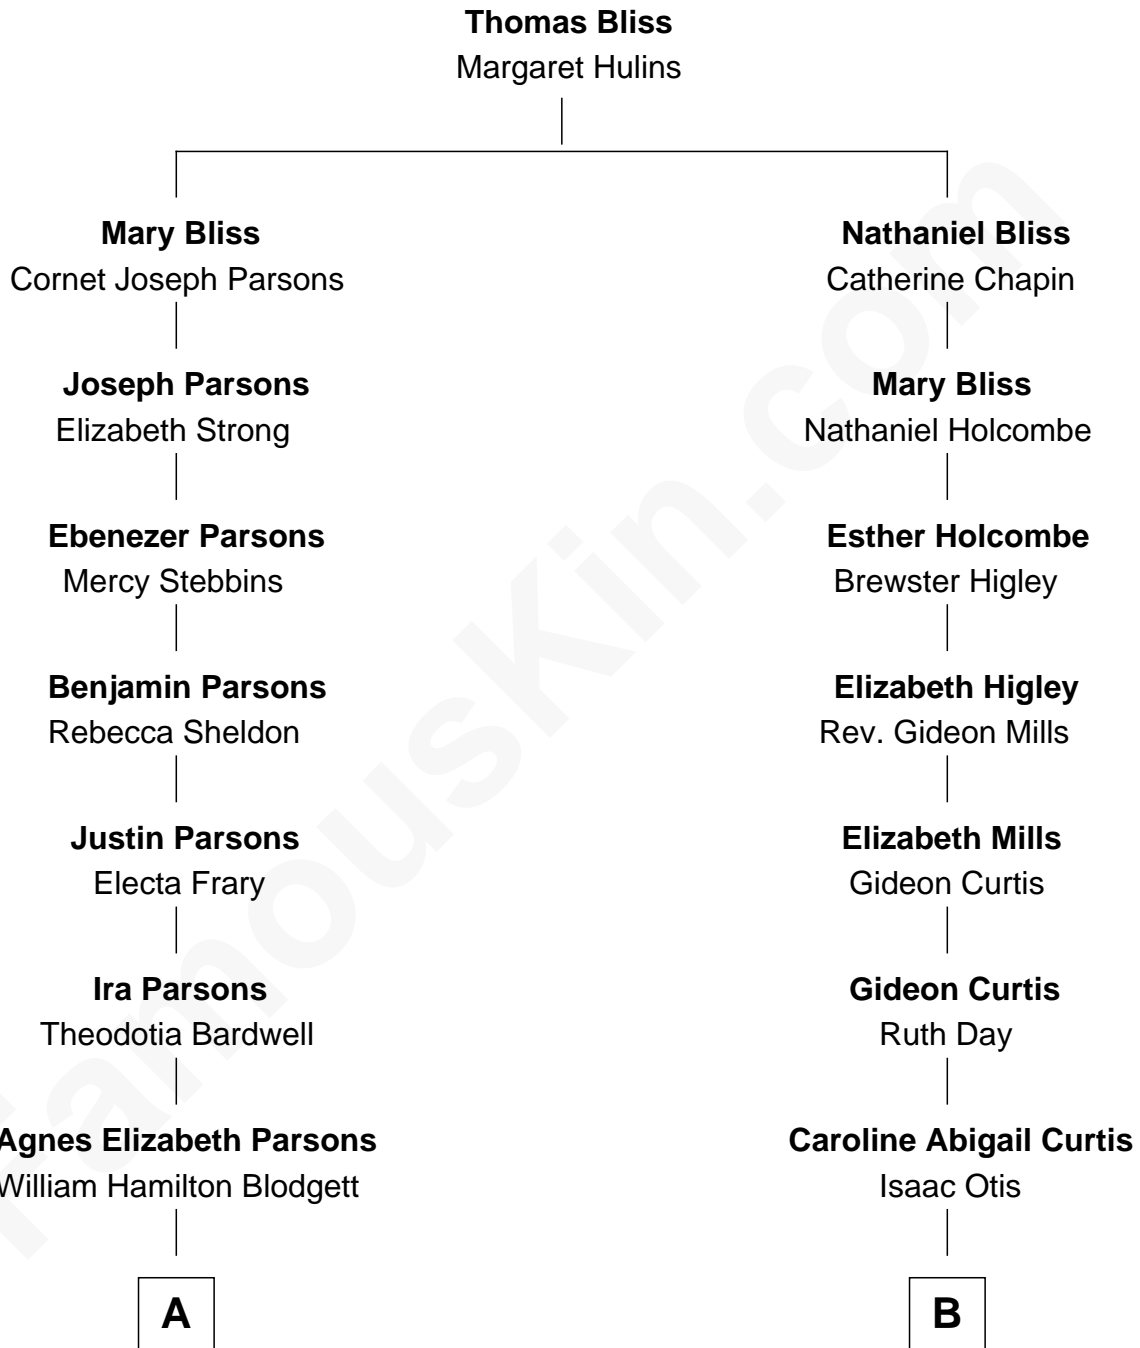 Thomas Bliss
Margaret Hulins
Mary Bliss
Cornet Joseph Parsons
Nathaniel Bliss
Catherine Chapin
Joseph Parsons
Elizabeth Strong
Mary Bliss
Nathaniel Holcombe
Ebenezer Parsons
Mercy Stebbins
Esther Holcombe
Brewster Higley
Benjamin Parsons
Rebecca Sheldon
Elizabeth Higley
Rev. Gideon Mills
Justin Parsons
Electa Frary
Elizabeth Mills
Gideon Curtis
Ira Parsons
Theodotia Bardwell
Gideon Curtis
Ruth Day
Agnes Elizabeth Parsons
William Hamilton Blodgett
Caroline Abigail Curtis
Isaac Otis
A
B
FamousKin.com